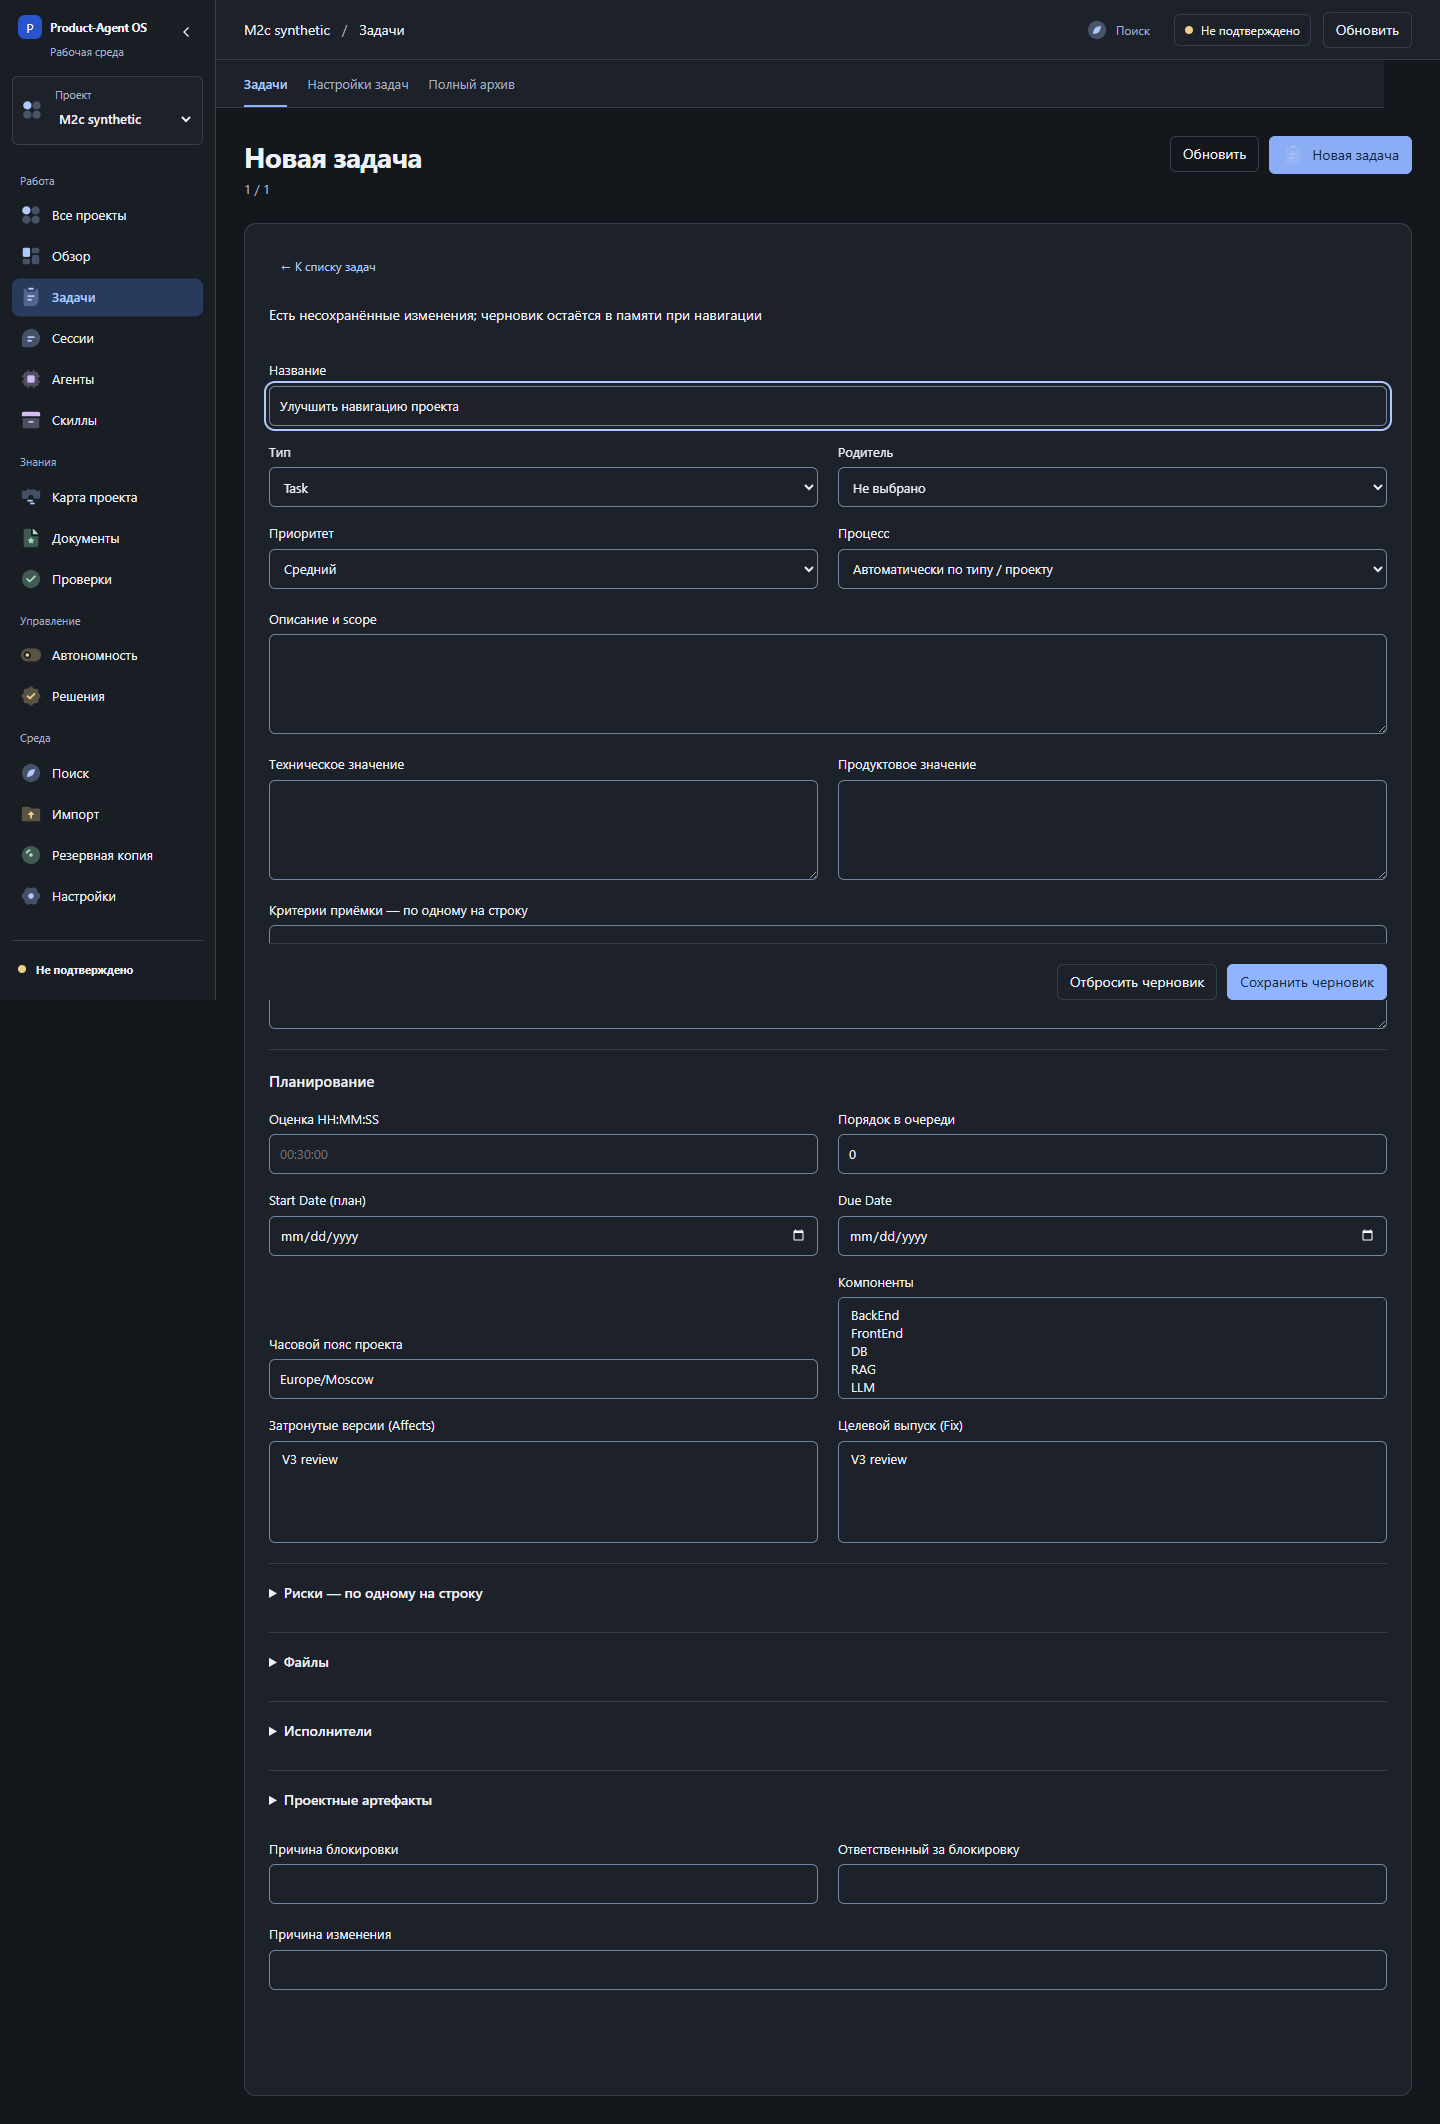 P Product-Agent OS
Рабочая среда
Проект
M2c synthetic
Работа
Все проекты
Обзор
Задачи
Сессии
Агенты
Скиллы
Знания
Карта проекта
Документы
Проверки
Управление
Автономность
Решения
Среда
Поиск
Импорт
Резервная копия
Настройки
Не подтверждено
M2c synthetic / Задачи
Поиск
Не подтверждено
Обновить
Задачи Настройки задач Полный архив
Новая задача
1 / 1
Обновить
Новая задача
← К списку задач
Есть несохранённые изменения; черновик остаётся в памяти при навигации
Название
Улучшить навигацию проекта
Тип
Task
Родитель
Не выбрано
Приоритет
Средний
Процесс
Автоматически по типу / проекту
Описание и scope
Техническое значение
Продуктовое значение
Критерии приёмки — по одному на строку
Отбросить черновик
Сохранить черновик
Планирование
Оценка HH:MM:SS
00:30:00
Порядок в очереди
0
Start Date (план)
mm/dd/yyyy
Due Date
mm/dd/yyyy
Часовой пояс проекта
Europe/Moscow
Компоненты
BackEnd
FrontEnd
DB
RAG
LLM
Затронутые версии (Affects)
V3 review
Целевой выпуск (Fix)
V3 review
Риски — по одному на строку
Файлы
Исполнители
Проектные артефакты
Причина блокировки
Ответственный за блокировку
Причина изменения